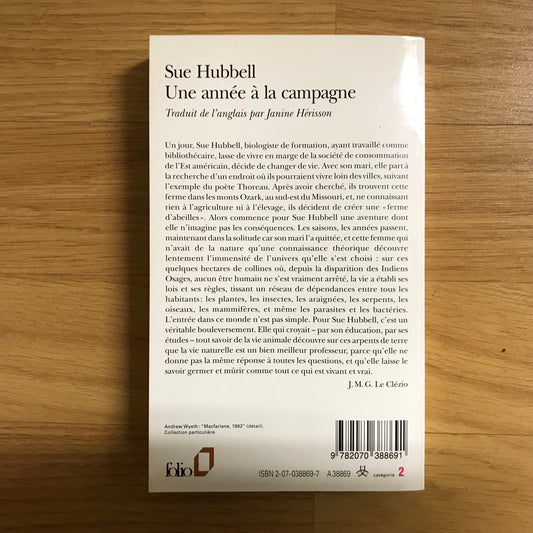 Sue Hubbell
Une année à la campagne
Traduit de l'anglais par Janine Hérisson
Un jour, Sue Hubbell, biologiste de formation, ayant travaillé comme
bibliothécaire, lasse de vivre en marge de la société de consommation
de l'Est américain, décide de changer de vie. Avec son mari, elle part à
la recherche d'un endroit où ils pourraient vivre loin des villes, suivant
l'exemple du poète Thoreau. Après avoir cherché, ils trouvent cette
ferme dans les monts Ozark, au sud-est du Missouri, et, ne connaissant
rien à l'agriculture ni à l'élevage, ils décident de créer une «ferme
d'abeilles». Alors commence pour Sue Hubbell une aventure dont
elle n'imagine pas les conséquences. Les saisons, les années passent,
maintenant dans la solitude car son mari l'a quittée, et cette femme qui
n'avait de la nature qu'une connaissance théorique découvre
lentement l'immensité de l'univers qu'elle s'est choisi : sur ces
quelques hectares de collines où, depuis la disparition des Indiens
Osages, aucun être humain ne s'est vraiment arrêté, la vie a établi ses
lois et ses règles, tissant un réseau de dépendances entre tous les
habitants : les plantes, les insectes, les araignées, les serpents, les
oiseaux, les mammifères, et même les parasites et les bactéries.
L'entrée dans ce monde n'est pas simple. Pour Sue Hubbell, c'est un
véritable bouleversement. Elle qui croyait – par son éducation, par ses
études – tout savoir de la vie animale découvre sur ces arpents de terre
que la vie naturelle est un bien meilleur professeur, parce qu'elle ne
donne pas la même réponse à toutes les questions, et qu'elle laisse le
savoir germer et mûrir comme tout ce qui est vivant et vrai.
J.M.G. Le Clézio
Andrew Wyeth : "Macfarlane, 1982" (détail).
Collection particulière.
9 782070 388691
folio
ISBN 2-07-038869-7 A 38869 catégorie 2